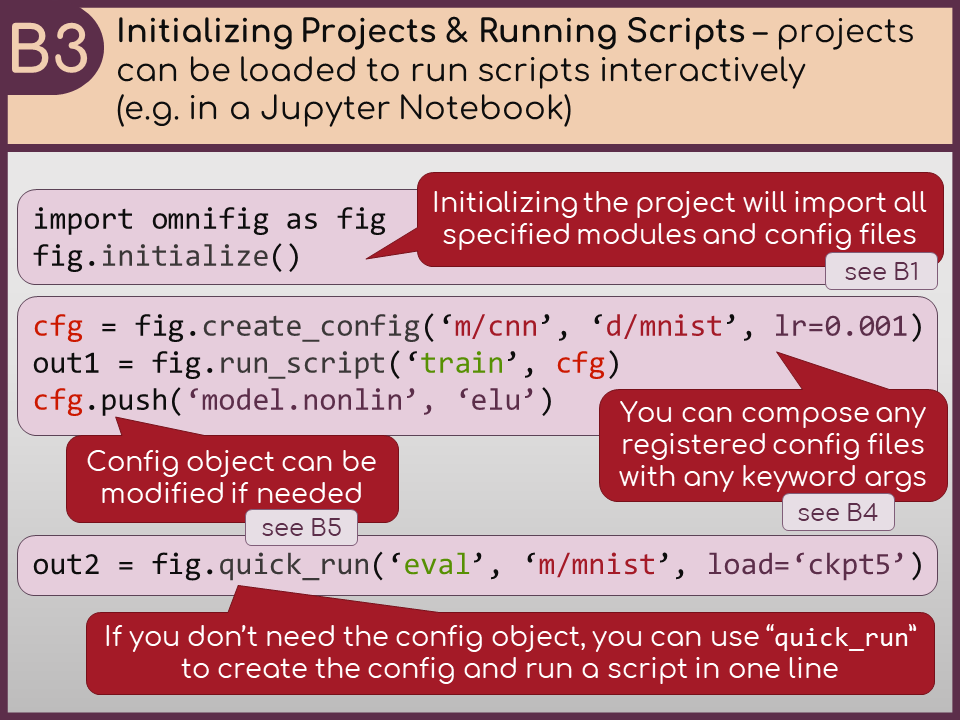 B3
Initializing Projects & Running Scripts – projects
can be loaded to run scripts interactively
(e.g. in a Jupyter Notebook)
import omnifig as fig
fig.initialize()
Initializing the project will import all
specified modules and config files
see B1
cfg = fig.create_config(‘m/cnn’, ‘d/mnist’, lr=0.001)
out1 = fig.run_script(‘train’, cfg)
cfg.push(‘model.nonlin’, ‘elu’)
You can compose any
registered config files
with any keyword args
see B4
Config object can be
modified if needed
see B5
out2 = fig.quick_run(‘eval’, ‘m/mnist’, load=‘ckpt5’)
If you don’t need the config object, you can use “quick_run”
to create the config and run a script in one line